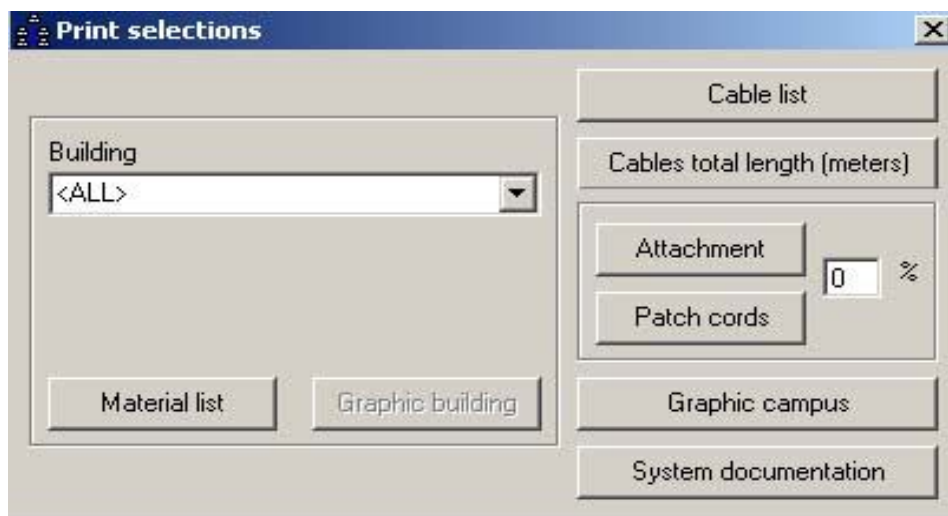 Print selections
Building
<ALL>
Material list
Graphic building
Cable list
Cables total length (meters)
Attachment
Patch cords
0 %
Graphic campus
System documentation